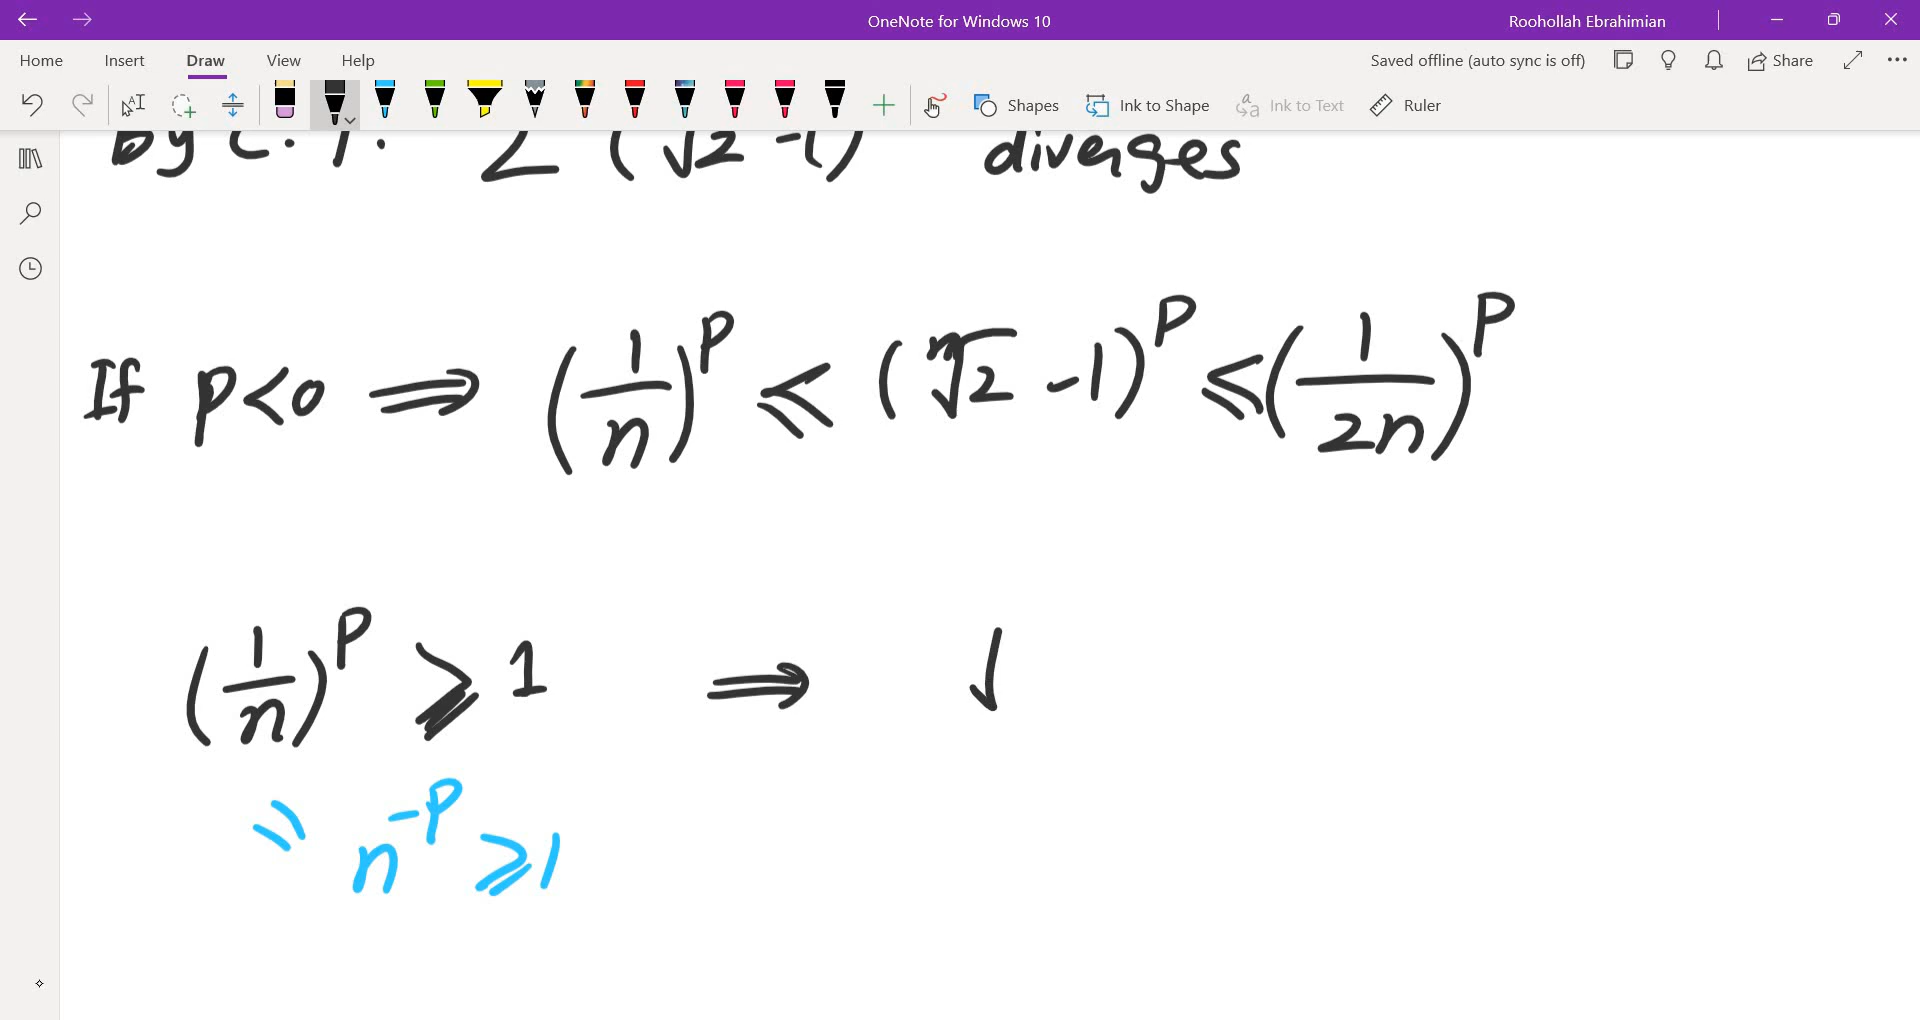 OneNote for Windows 10
Roohollah Ebrahimian
Home Insert Draw View Help
Saved offline (auto sync is off) Share
Shapes Ink to Shape Ink to Text Ruler
By C. T. Σ (√2 -1) diverges
If p<0 ⟹ (1/n)^p ≤ (ⁿ√2 -1)^p ≤ (1/2n)^p
(1/n)^p ⩾ 1 ⟹
= n^-p ⩾ 1